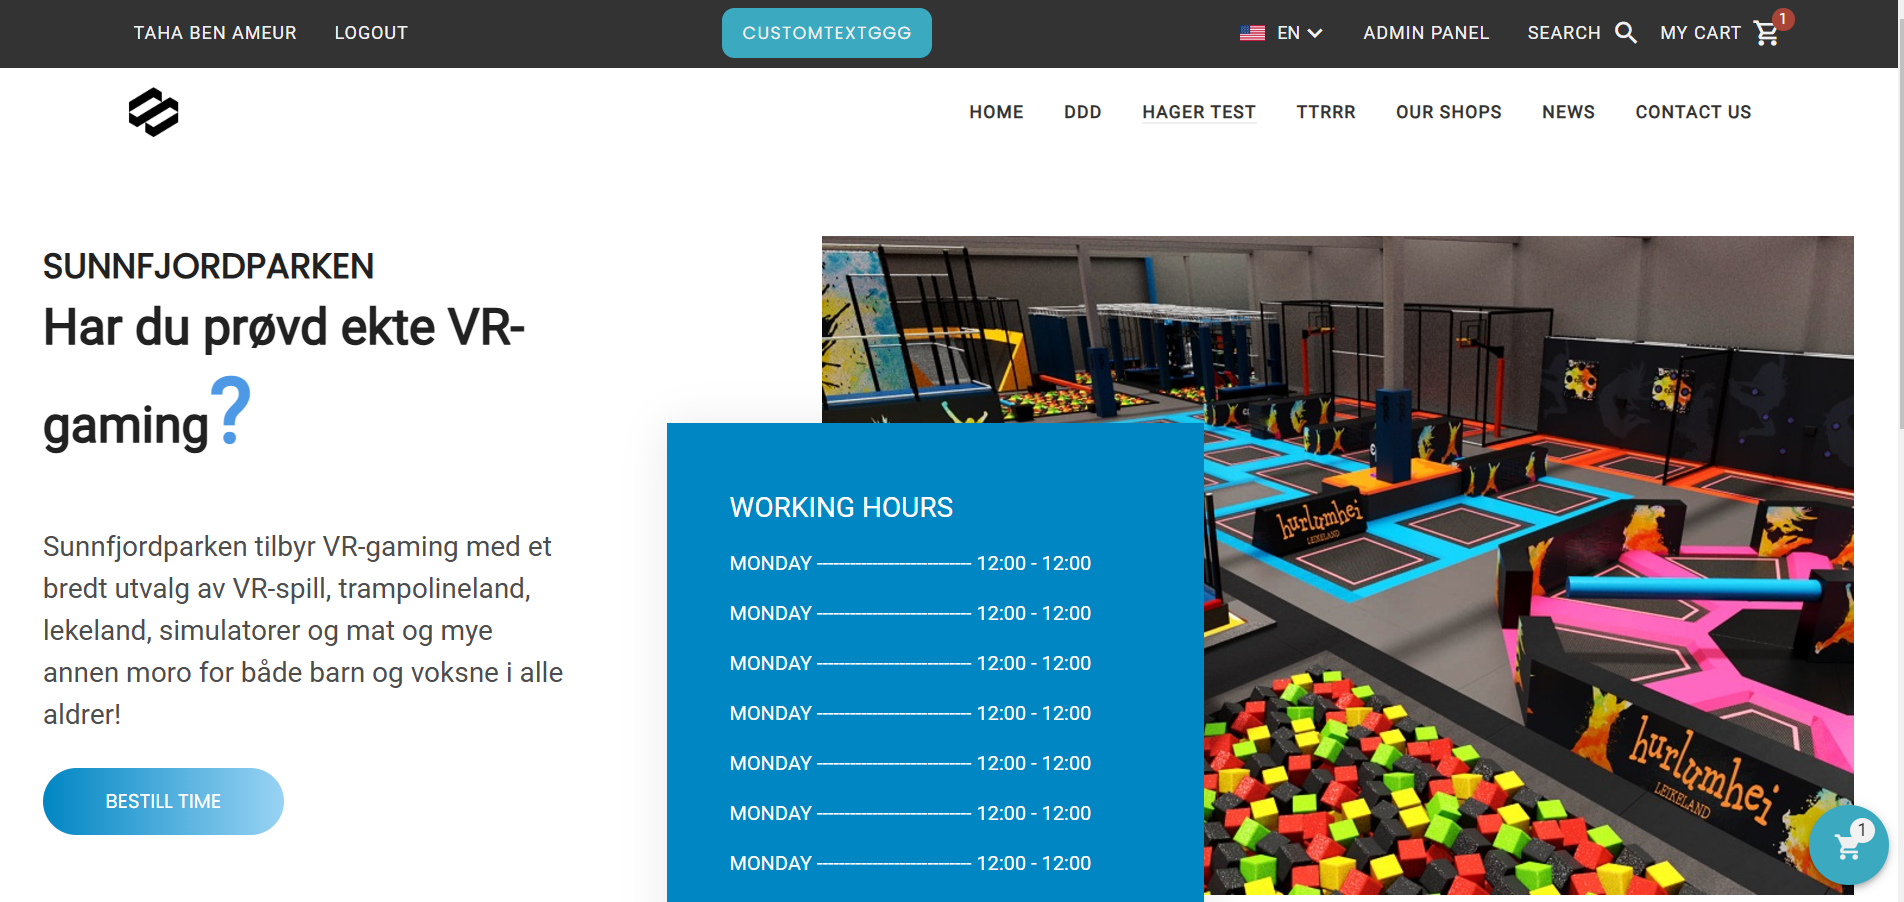 TAHA BEN AMEUR LOGOUT CUSTOMTEXTGGG EN ADMIN PANEL SEARCH MY CART 1
HOME DDD HAGER TEST TTRRR OUR SHOPS NEWS CONTACT US
SUNNFJORDPARKEN
Har du prøvd ekte VR-
gaming?
Sunnfjordparken tilbyr VR-gaming med et
bredt utvalg av VR-spill, trampolineland,
lekeland, simulatorer og mat og mye
annen moro for både barn og voksne i alle
aldrer!
BESTILL TIME
WORKING HOURS
MONDAY ---------------------------- 12:00 - 12:00
MONDAY ---------------------------- 12:00 - 12:00
MONDAY ---------------------------- 12:00 - 12:00
MONDAY ---------------------------- 12:00 - 12:00
MONDAY ---------------------------- 12:00 - 12:00
MONDAY ---------------------------- 12:00 - 12:00
MONDAY ---------------------------- 12:00 - 12:00
hurlumhei
LEIKELAND
hurlumhei
LEIKELAND
1